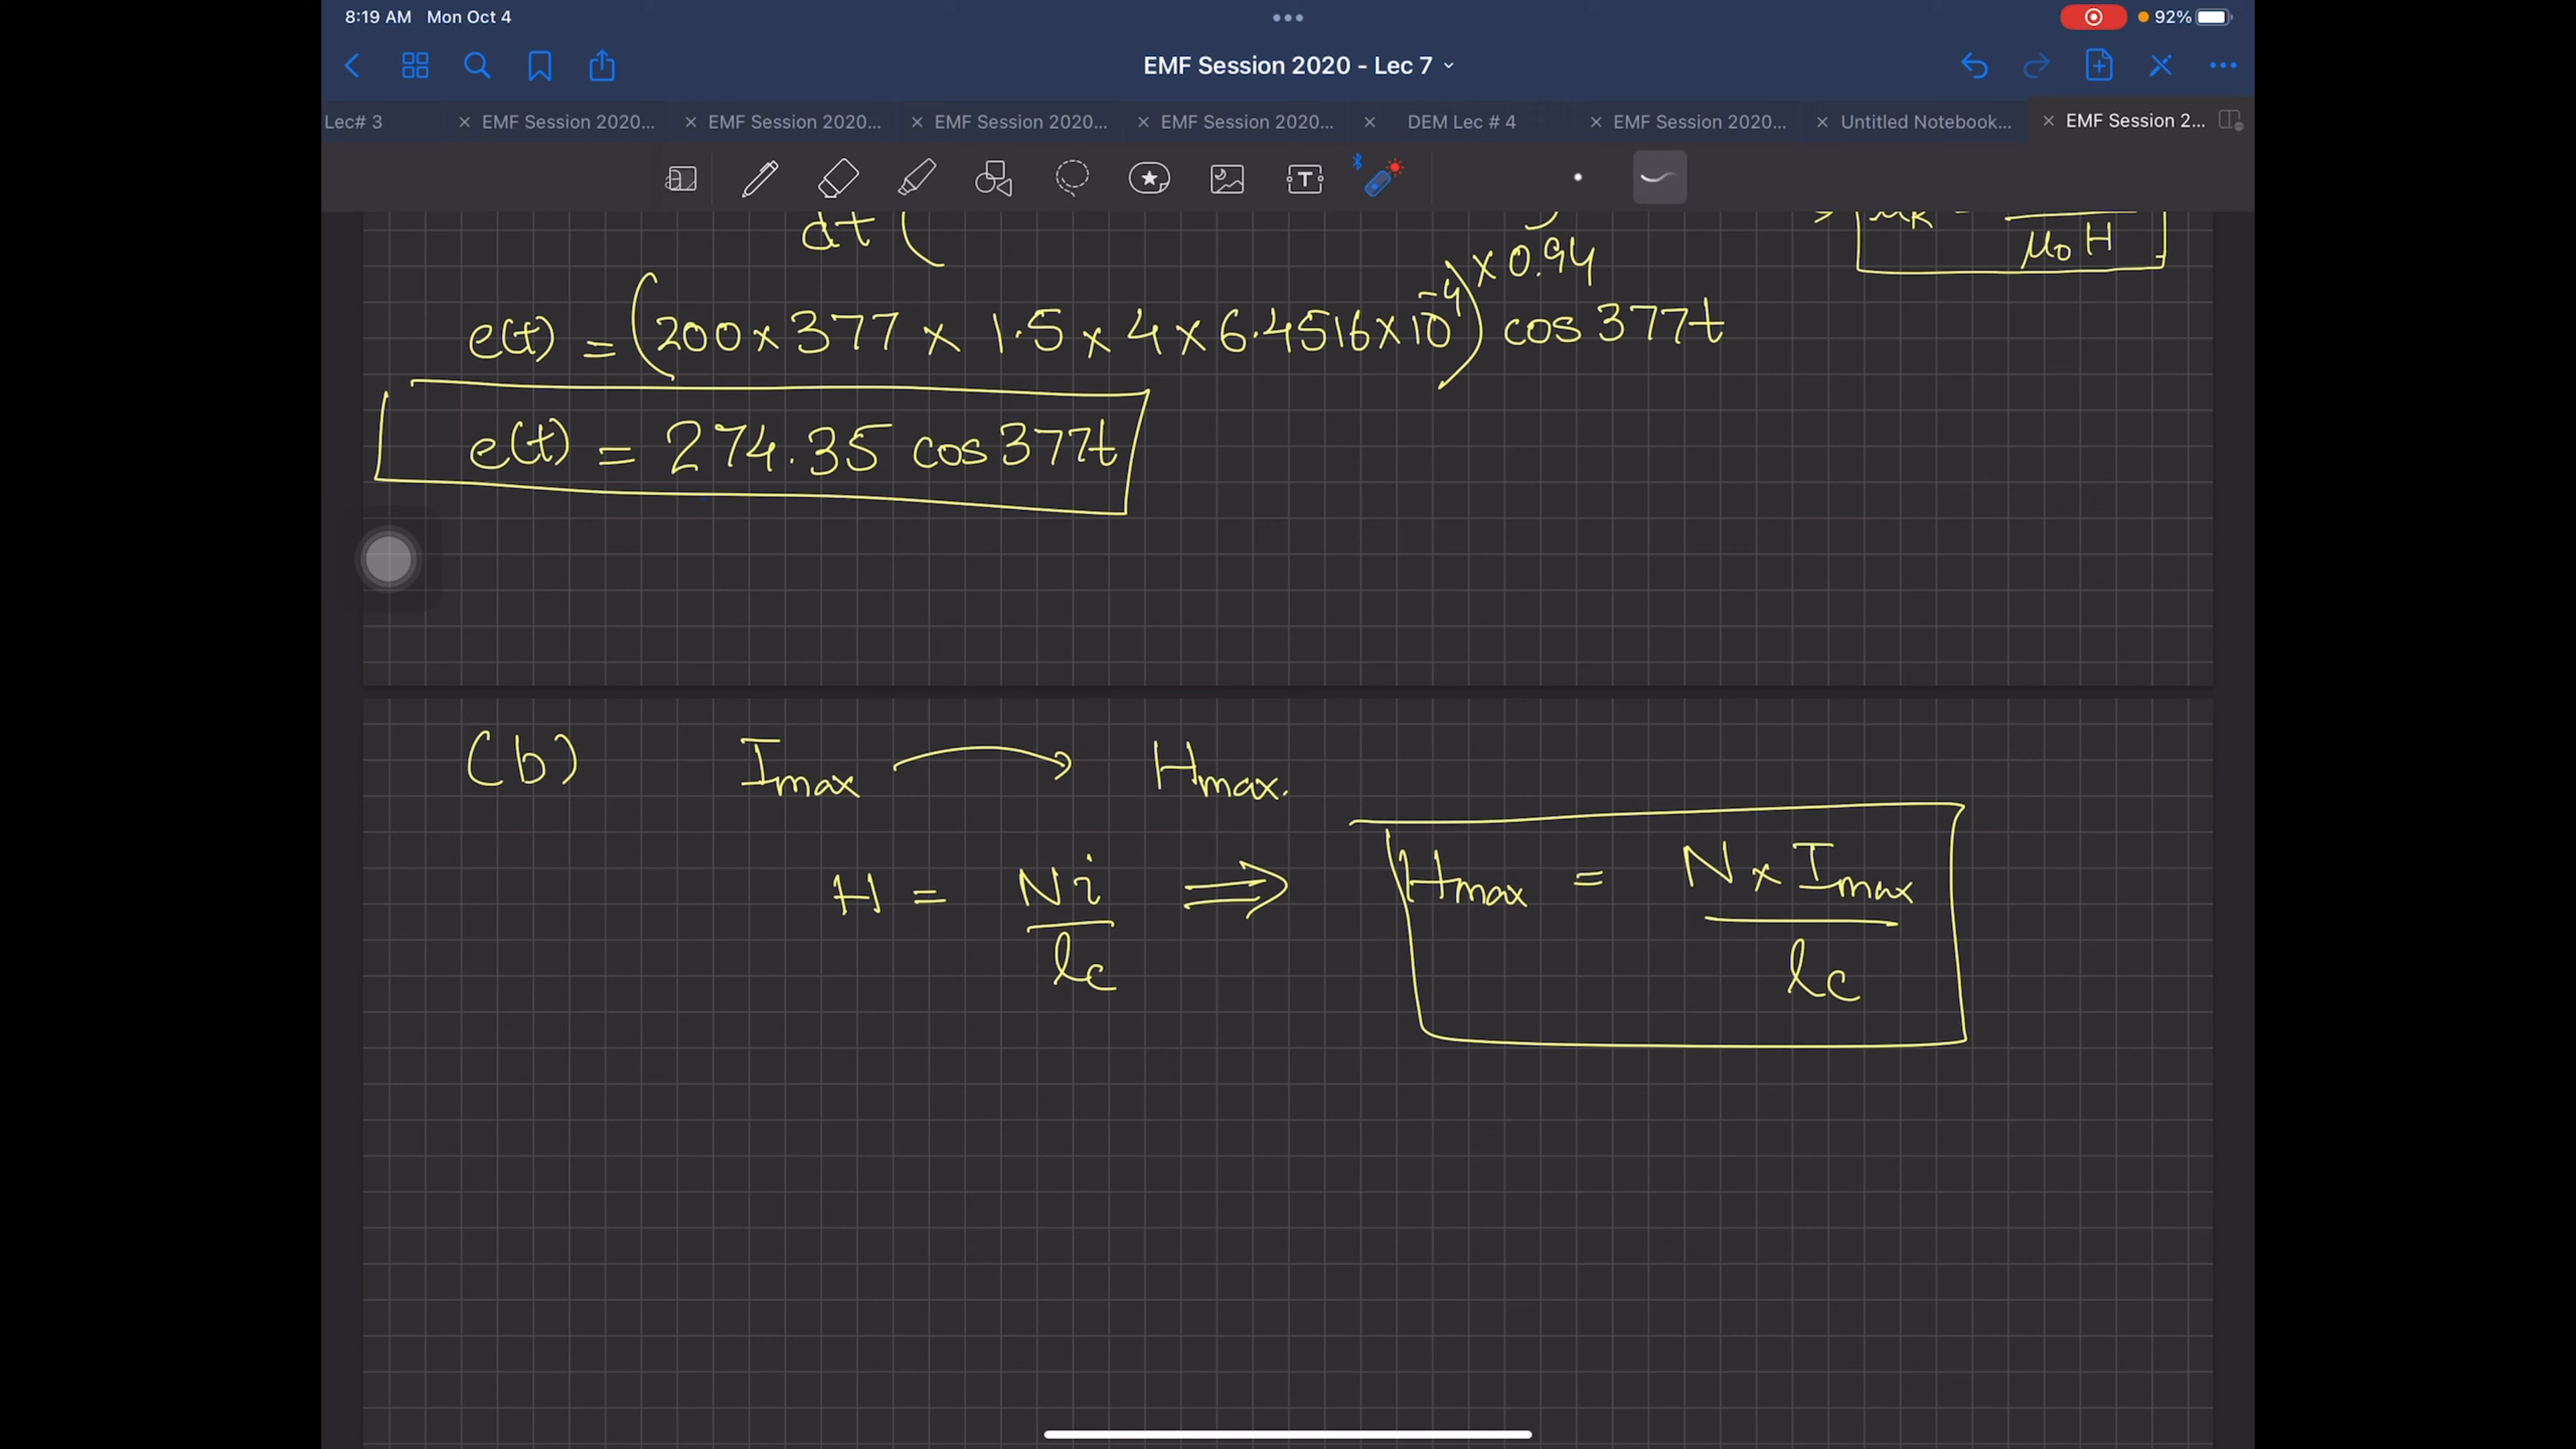 8:19 AM Mon Oct 4
92%
EMF Session 2020 - Lec 7
Lec# 3
EMF Session 2020...
EMF Session 2020...
EMF Session 2020...
EMF Session 2020...
DEM Lec # 4
EMF Session 2020...
Untitled Notebook...
EMF Session 2...
dt (
μ₀ H
× 0.94
e(t) = (200 × 377 × 1.5 × 4 × 6.4516 × 10⁻⁴) cos 377t
e(t) = 274.35 cos 377t
(b) Imax → Hmax.
H = Ni / lc ⇒ Hmax = N × Imax / lc